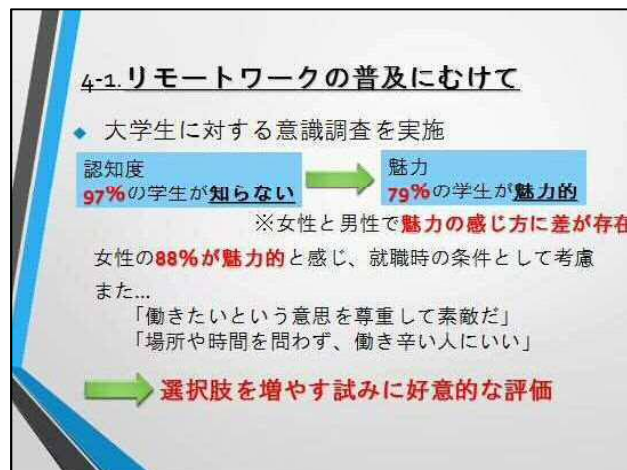 4-1.リモートワークの普及にむけて
大学生に対する意識調査を実施
認知度
97%の学生が知らない
魅力
79%の学生が魅力的
※女性と男性で魅力の感じ方に差が存在
女性の88%が魅力的と感じ、就職時の条件として考慮
また…
「働きたいという意思を尊重して素敵だ」
「場所や時間を問わず、働き辛い人にいい」
選択肢を増やす試みに好意的な評価